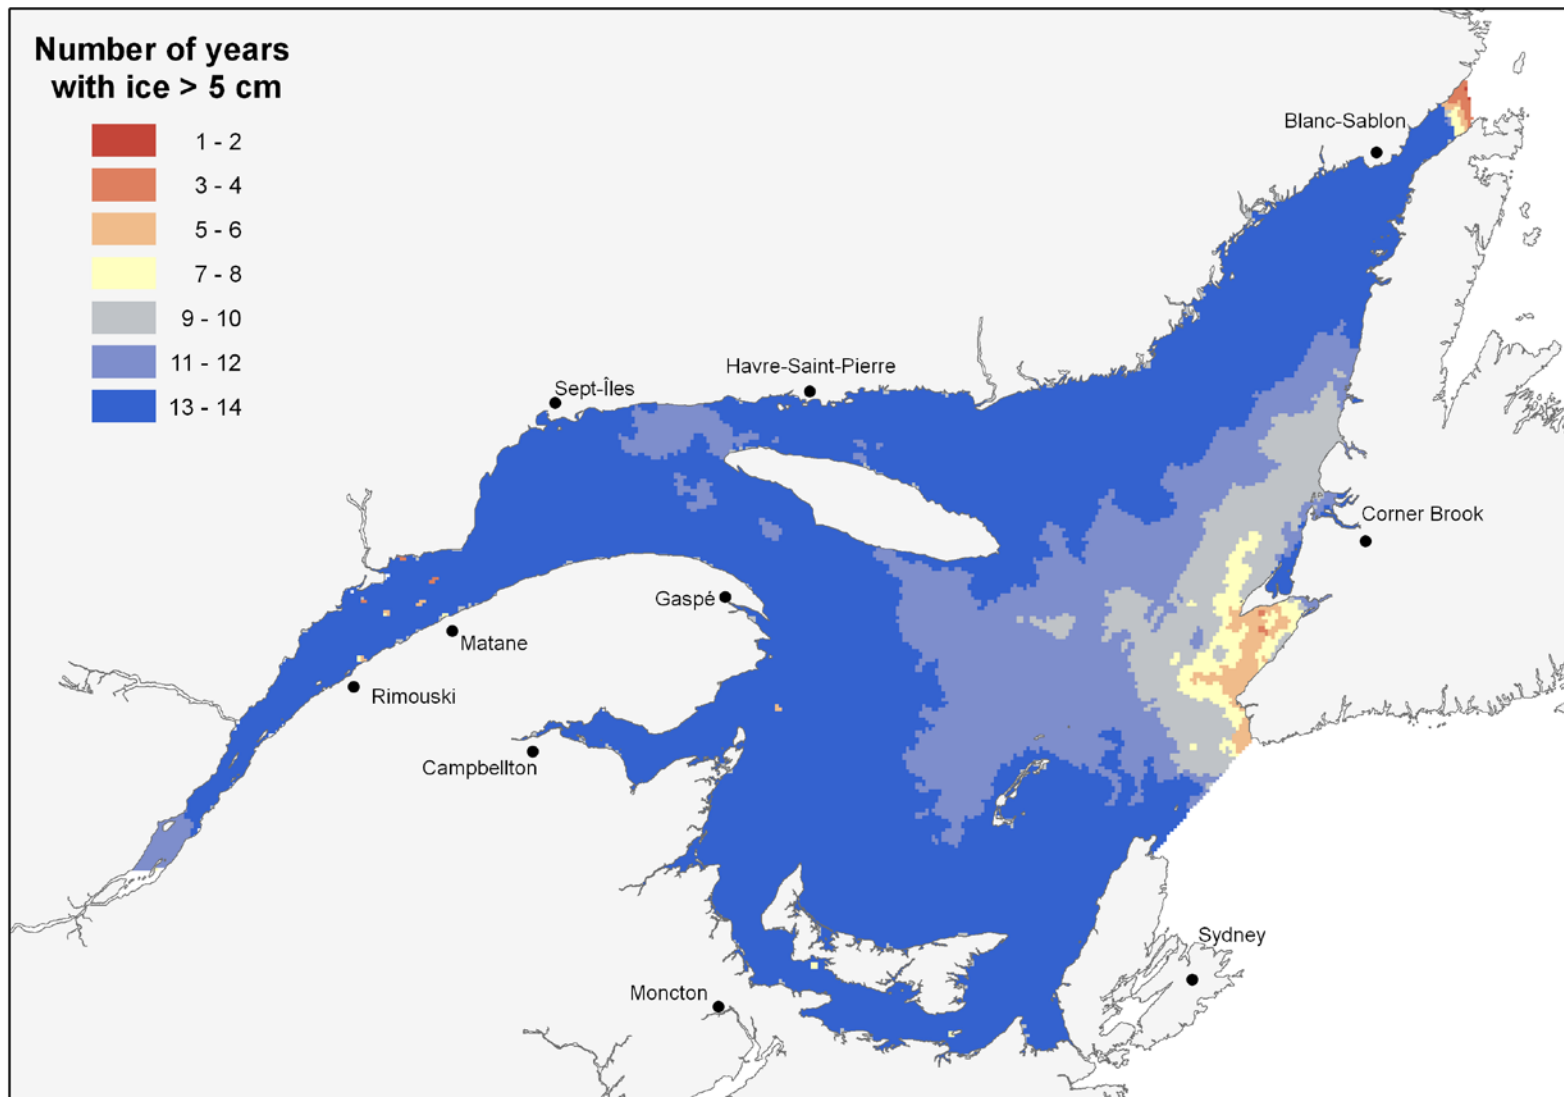 Number of years
with ice > 5 cm
1 - 2
3 - 4
5 - 6
7 - 8
9 - 10
11 - 12
13 - 14
Blanc-Sablon
Havre-Saint-Pierre
Sept-Îles
Corner Brook
Gaspé
Matane
Rimouski
Campbellton
Sydney
Moncton